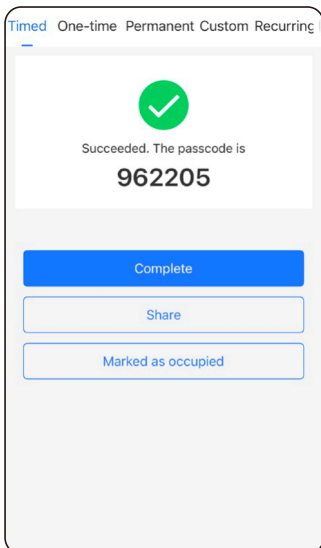 Timed One-time Permanent Custom Recurring
Succeeded. The passcode is
962205
Complete
Share
Marked as occupied